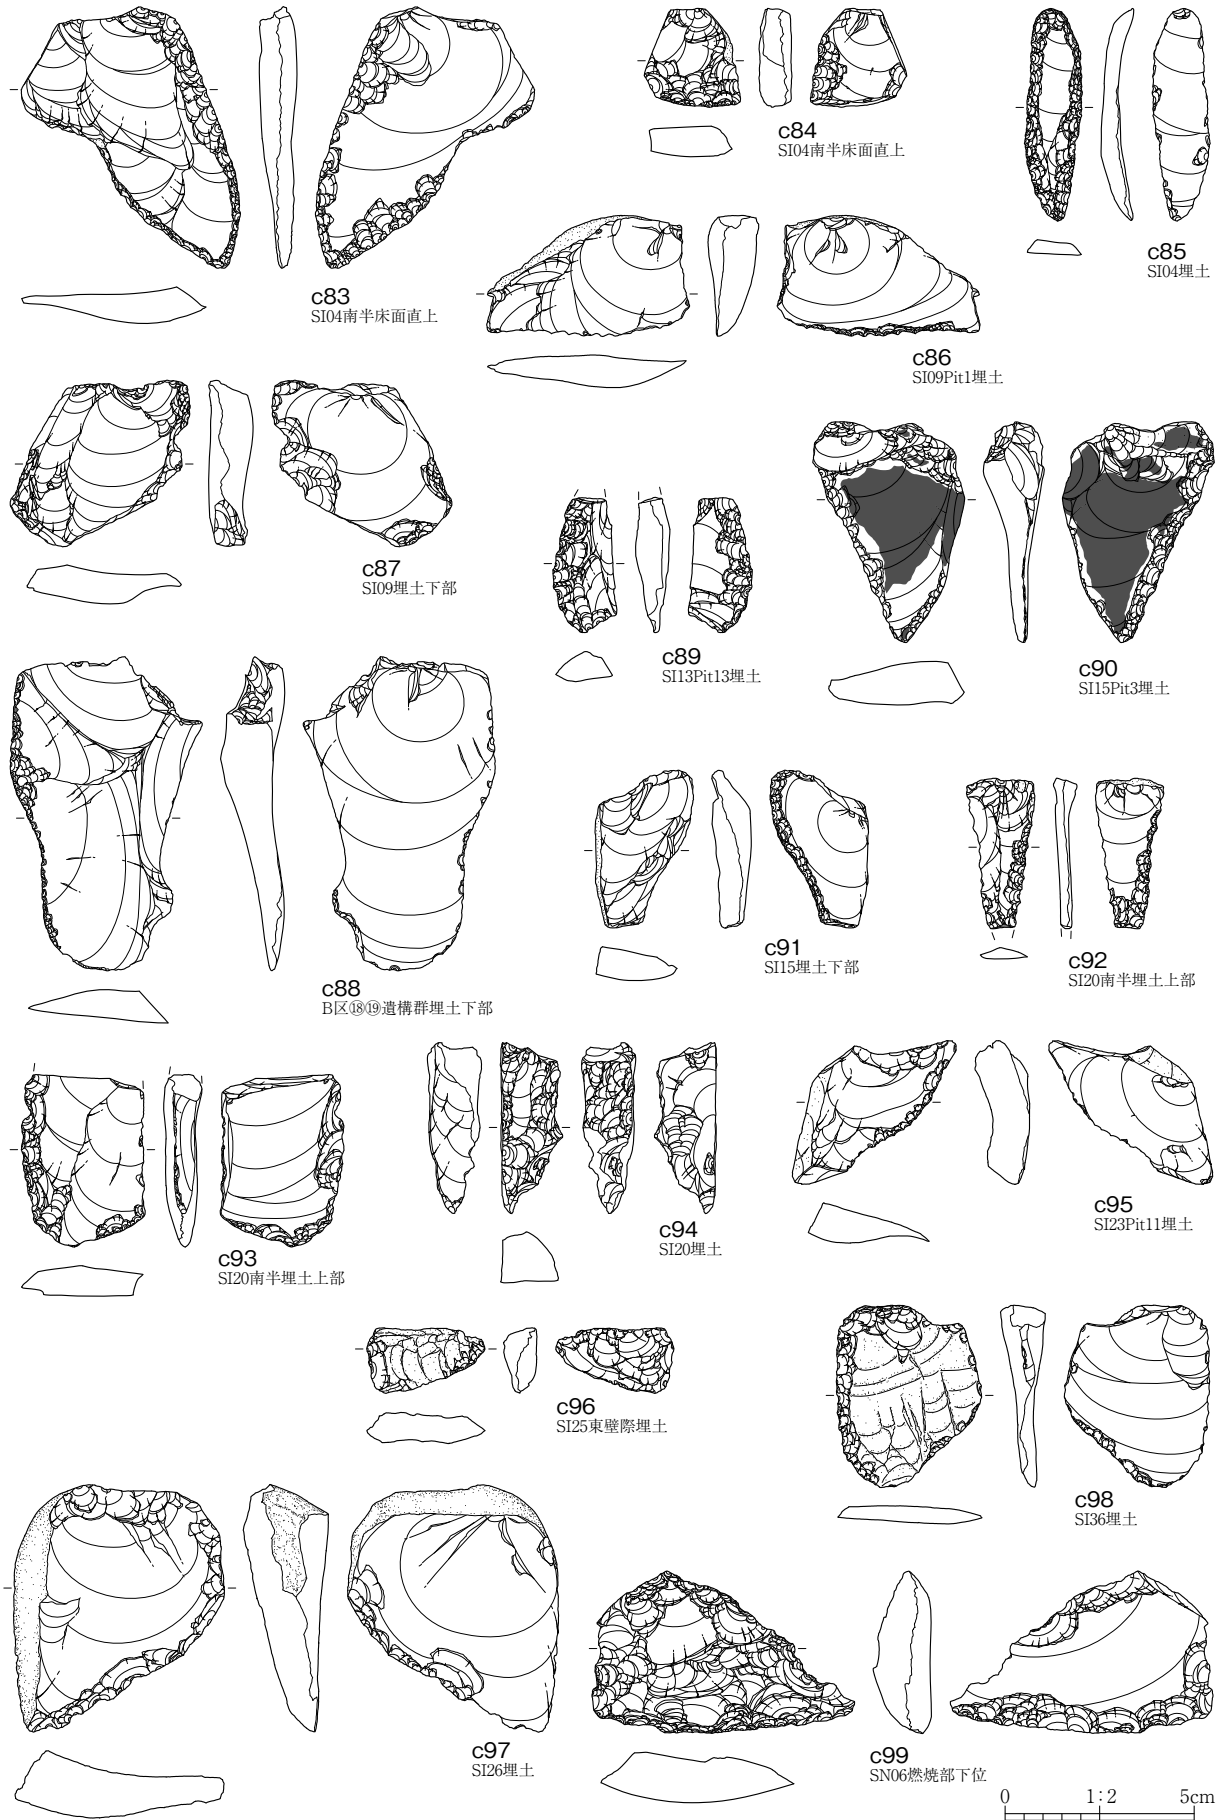 c83
SI04南半床面直上
c84
SI04南半床面直上
c85
SI04埋土
c86
SI09Pit1埋土
c87
SI09埋土下部
c88
B区⑱⑲遺構群埋土下部
c89
SI13Pit13埋土
c90
SI15Pit3埋土
c91
SI15埋土下部
c92
SI20南半埋土上部
c93
SI20南半埋土上部
c94
SI20埋土
c95
SI23Pit11埋土
c96
SI25東壁際埋土
c97
SI26埋土
c98
SI36埋土
c99
SN06燃焼部下位
0 1:2 5cm